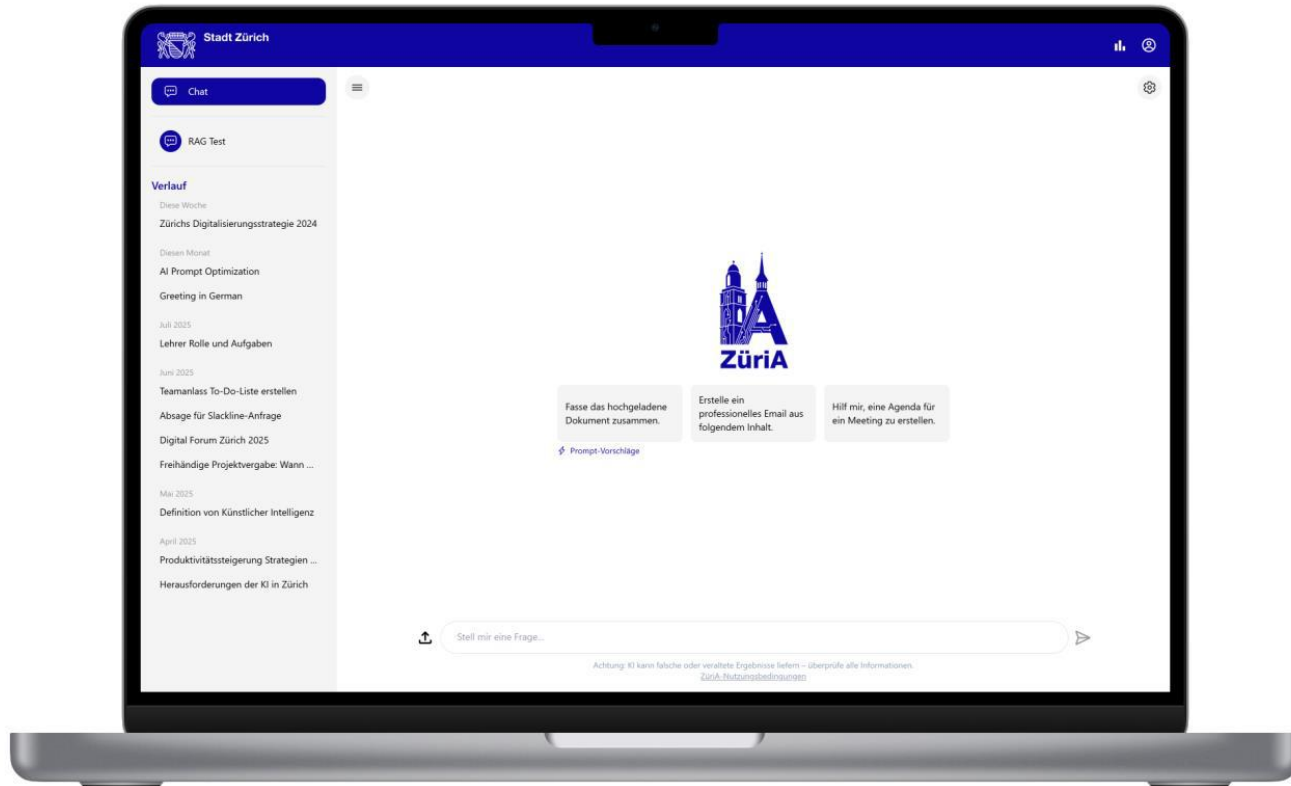 Stadt Zürich
Chat
RAG Test
Verlauf
Diese Woche
Zürichs Digitalisierungsstrategie 2024
Diesen Monat
AI Prompt Optimization
Greeting in German
Juli 2025
Lehrer Rolle und Aufgaben
Juni 2025
Teamanlass To-Do-Liste erstellen
Absage für Slackline-Anfrage
Digital Forum Zürich 2025
Freihändige Projektvergabe: Wann ...
Mai 2025
Definition von Künstlicher Intelligenz
April 2025
Produktivitätssteigerung Strategien ...
Herausforderungen der KI in Zürich
ZüriA
Fasse das hochgeladene
Dokument zusammen.
Erstelle ein
professionelles Email aus
folgendem Inhalt.
Hilf mir, eine Agenda für
ein Meeting zu erstellen.
Prompt-Vorschläge
Stell mir eine Frage...
Achtung: KI kann falsche oder veraltete Ergebnisse liefern – überprüfe alle Informationen.
ZüriA-Nutzungsbedingungen